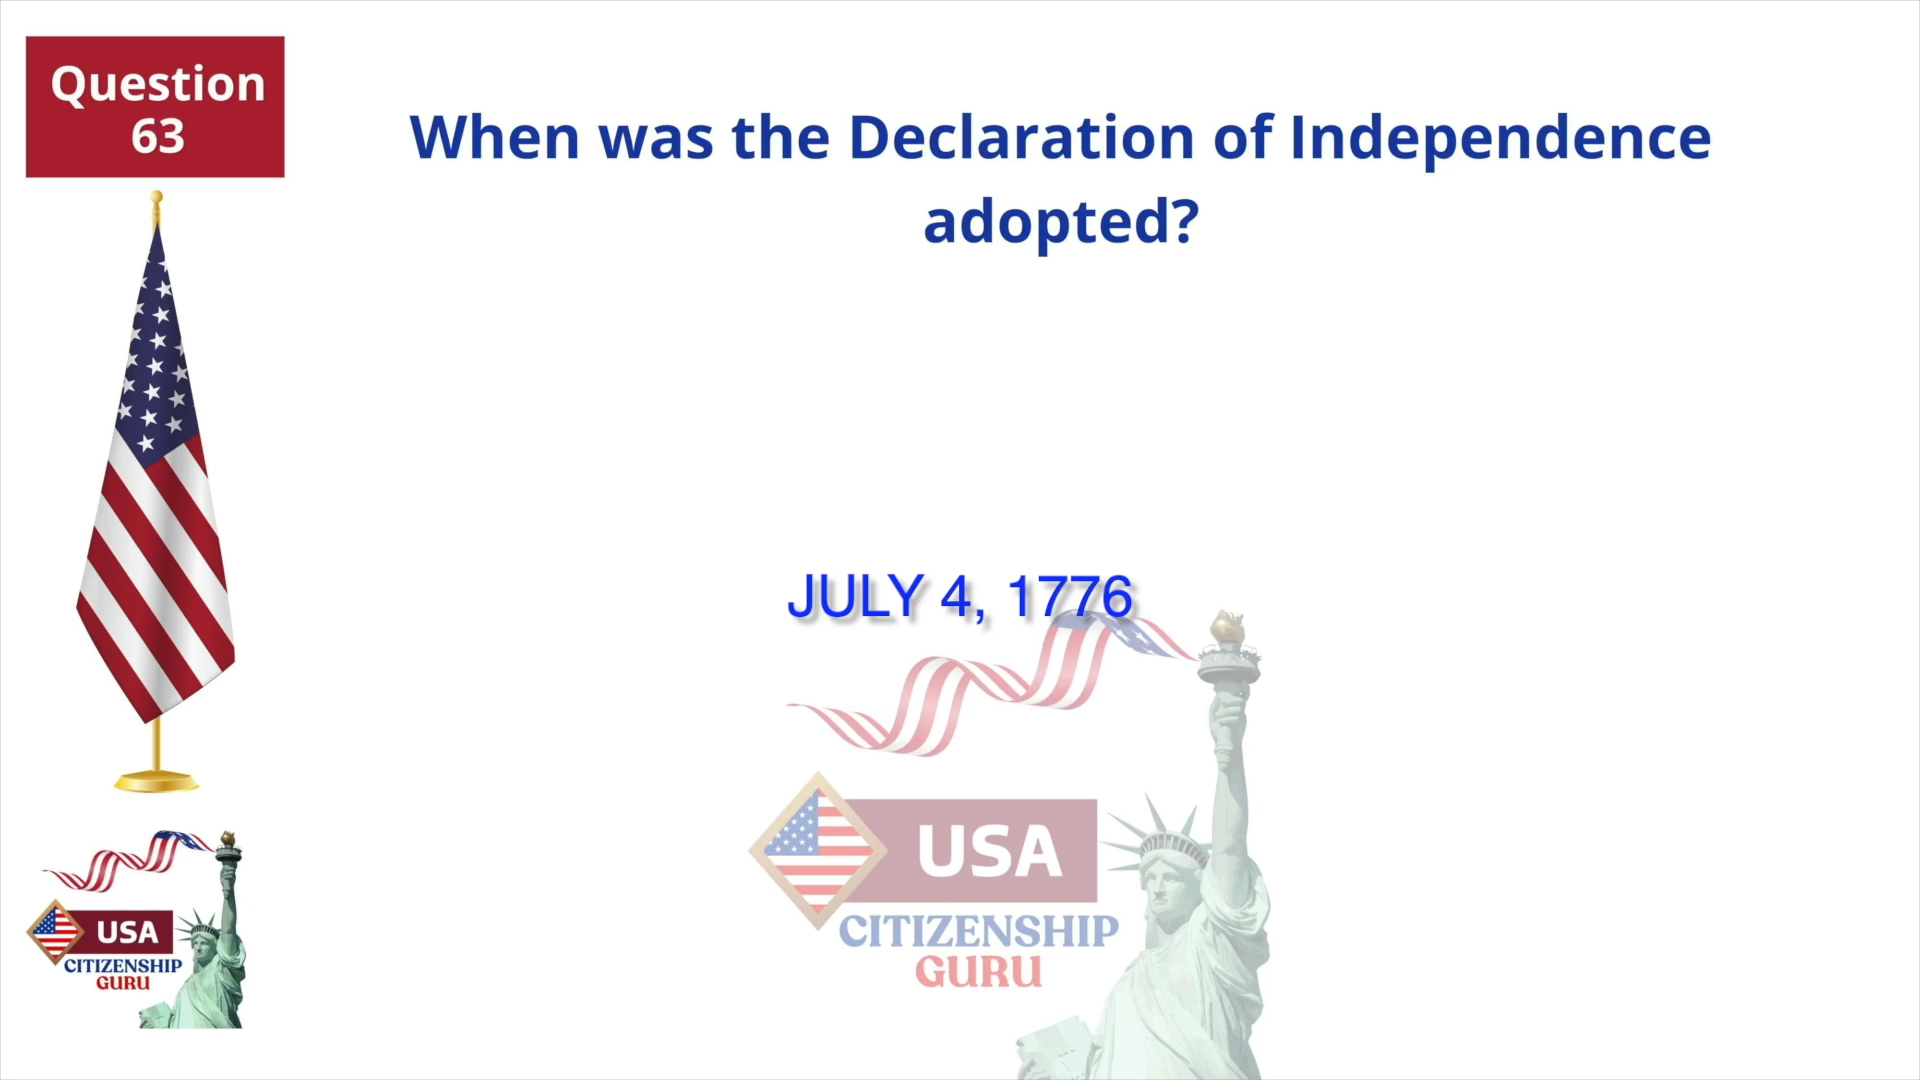 Question
63
When was the Declaration of Independence
adopted?
JULY 4, 1776
USA
CITIZENSHIP
GURU
USA
CITIZENSHIP
GURU